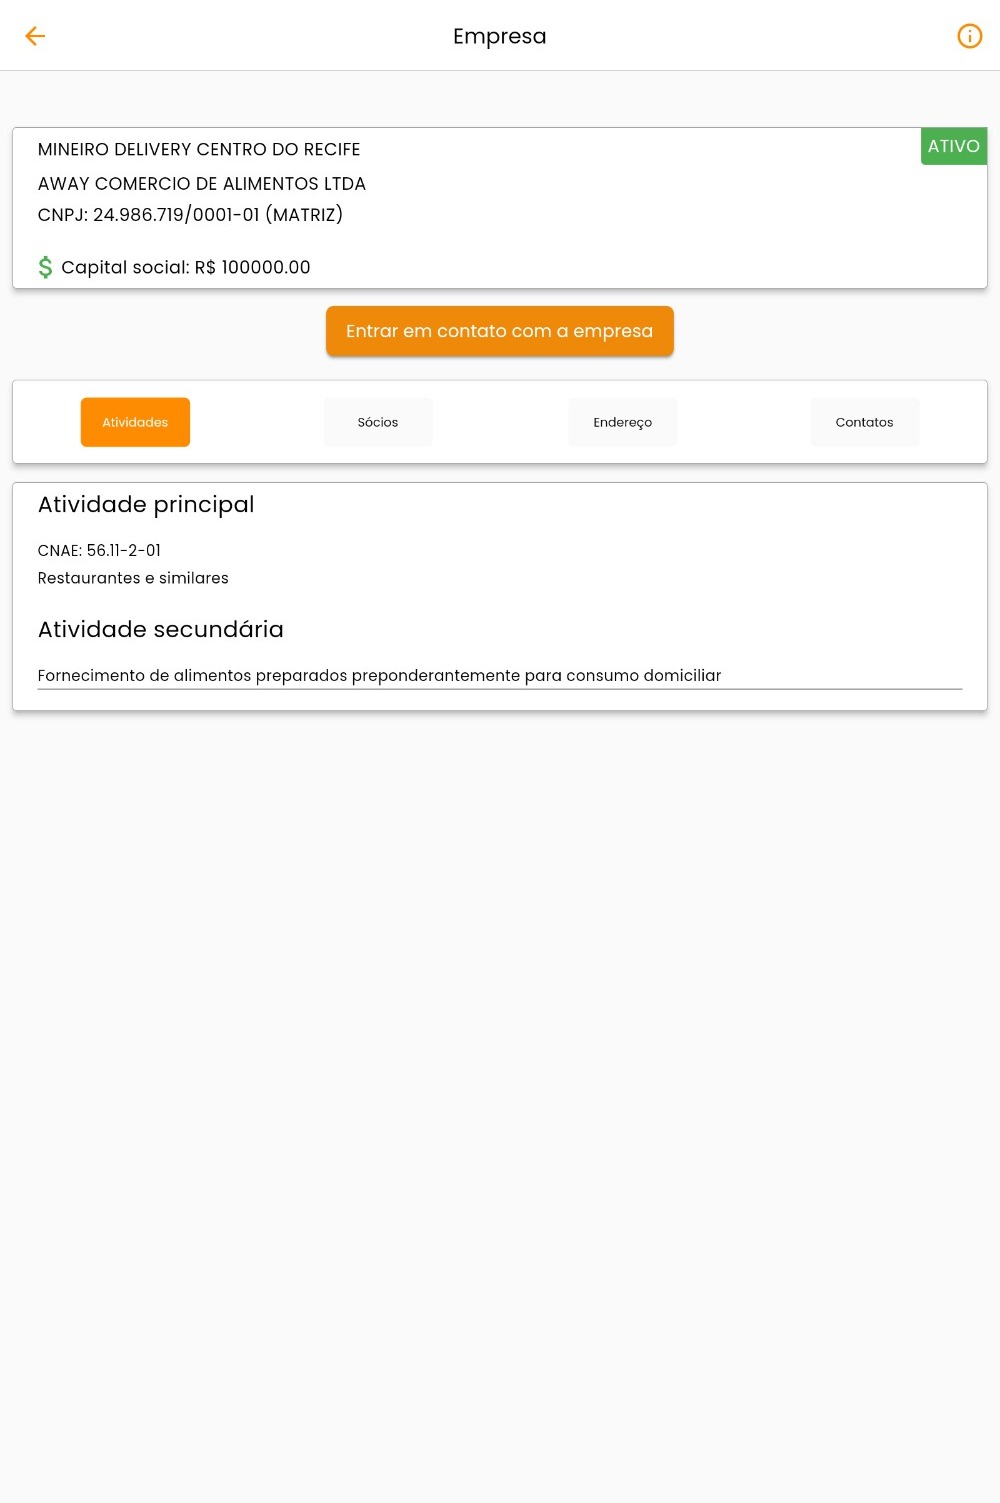 Empresa
MINEIRO DELIVERY CENTRO DO RECIFE
ATIVO
AWAY COMERCIO DE ALIMENTOS LTDA
CNPJ: 24.986.719/0001-01 (MATRIZ)
$ Capital social: R$ 100000.00
Entrar em contato com a empresa
Atividades
Sócios
Endereço
Contatos
Atividade principal
CNAE: 56.11-2-01
Restaurantes e similares
Atividade secundária
Fornecimento de alimentos preparados preponderantemente para consumo domiciliar